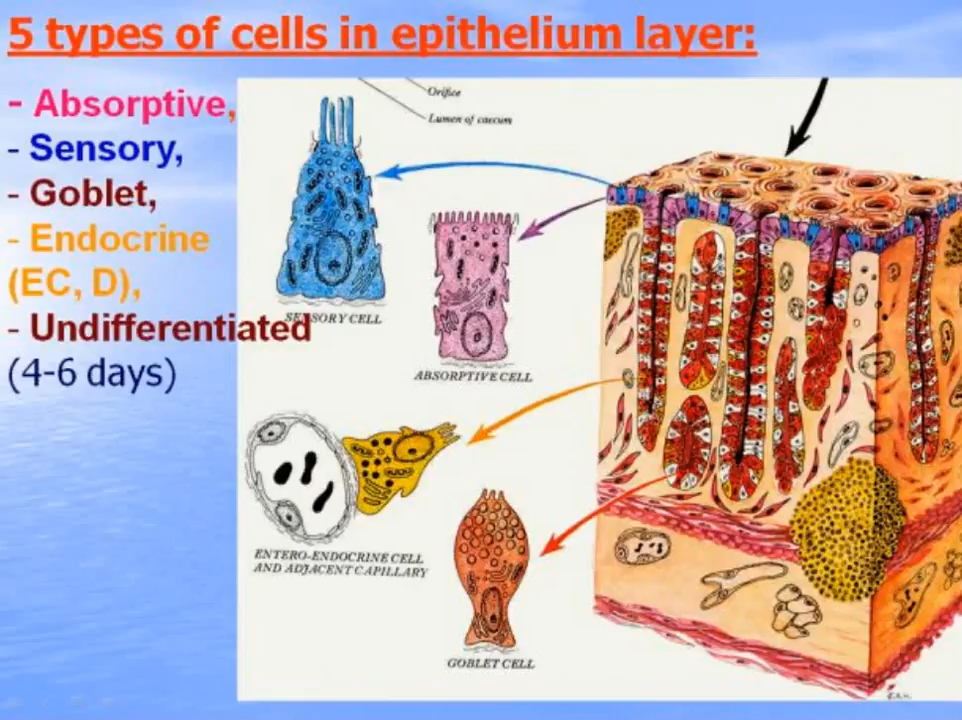 5 types of cells in epithelium layer:
- Absorptive,
- Sensory,
- Goblet,
- Endocrine
(EC, D),
- Undifferentiated
(4-6 days)
Orifice
Lumen of caecum
SENSORY CELL
ABSORPTIVE CELL
ENTERO-ENDOCRINE CELL
AND ADJACENT CAPILLARY
GOBLET CELL